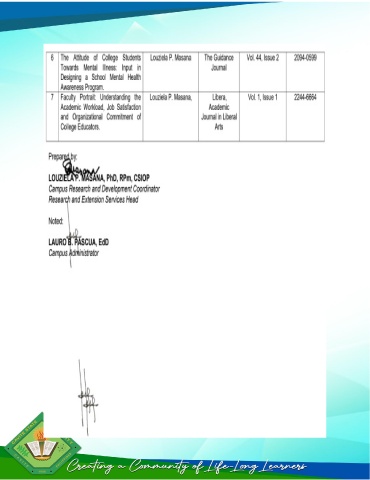 6 The Attitude of College Students Louziela P. Masana The Guidance Vol. 44, Issue 2 2094-0599
Towards Mental Illness: Input in Journal
Designing a School Mental Health
Awareness Program.
7 Faculty Portrait: Understanding the Louziela P. Masana, Libera, Vol. 1, Issue 1 2244-6664
Academic Workload, Job Satisfaction Academic
and Organizational Commitment of Journal in Liberal
College Educators. Arts
Prepared by:
LOUZIELA P. MASANA, PhD, RPm, CSIOP
Campus Research and Development Coordinator
Research and Extension Services Head
Noted:
LAURO B. PASCUA, EdD
Campus Administrator
Creating a Community of Life-Long Learners